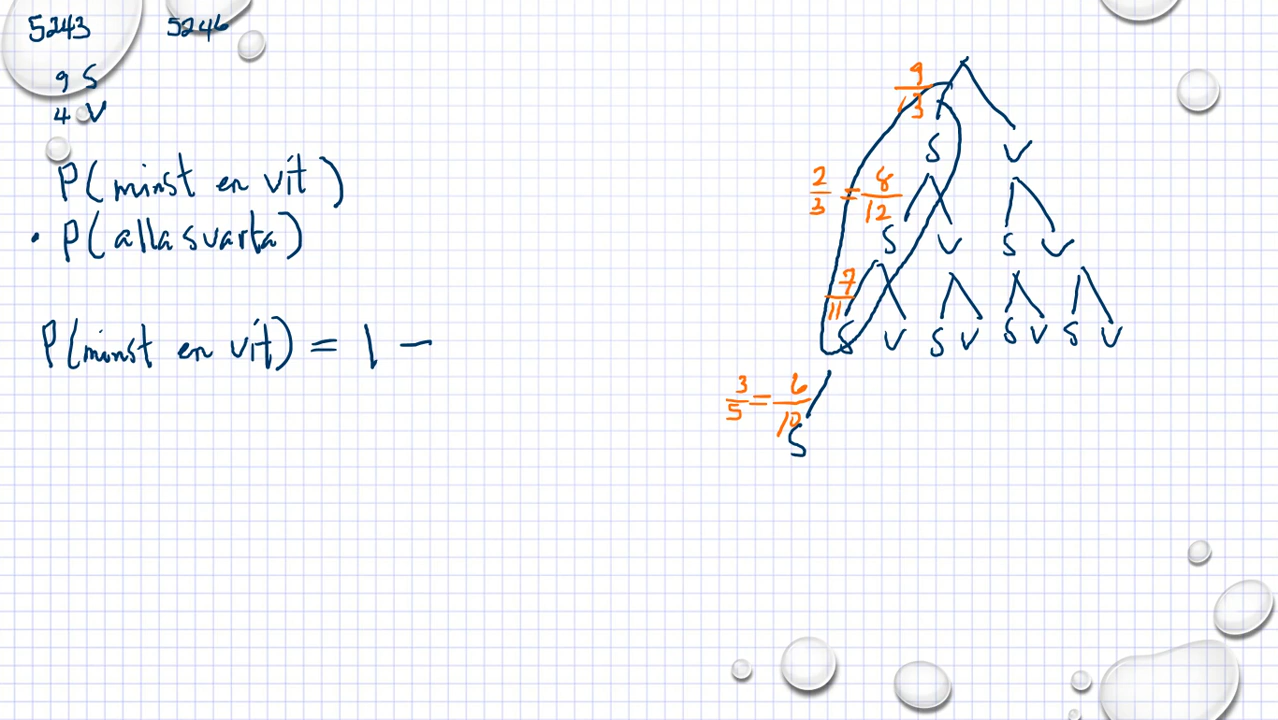 5243 5246
9 S
4 V
P(minst en vit)
• P(alla svarta)
P(minst en vit) = 1 -
9/13
S V
2/3 = 8/12
S V S V
7/11
S V S V S V S V
3/5 = 6/10
S